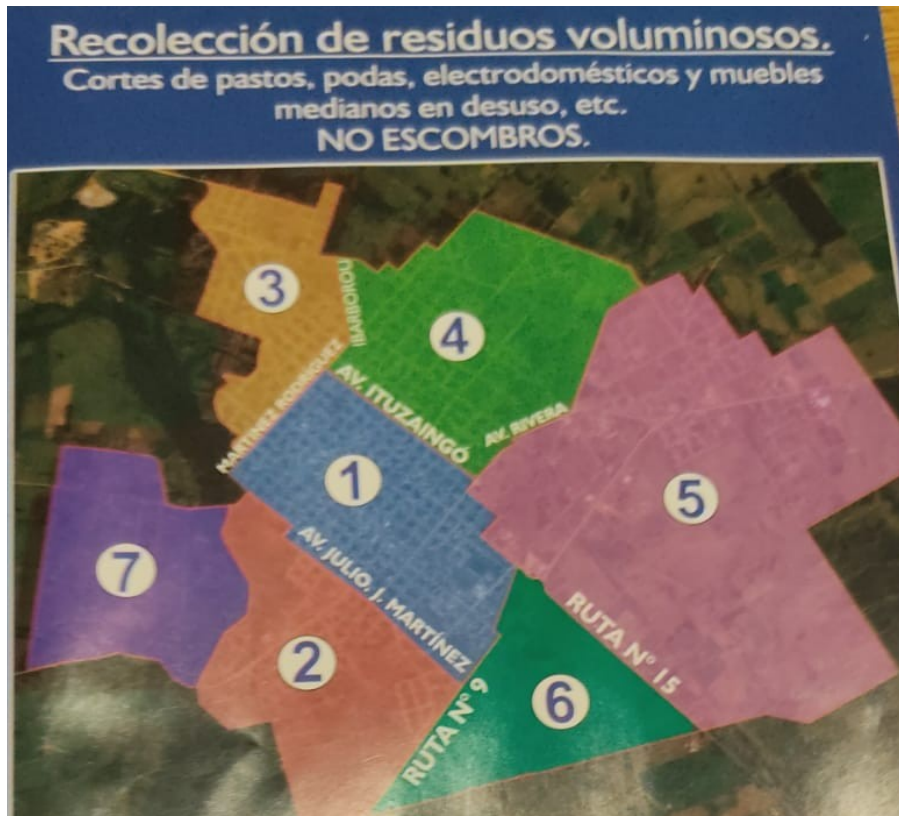 Recolección de residuos voluminosos.
Cortes de pastos, podas, electrodomésticos y muebles
medianos en desuso, etc.
NO ESCOMBROS.
3
IBARBOROU
4
MARTINEZ RODRIGUEZ
AV. ITUZAINGÓ
AV. RIVERA
1
5
7
AV. JULIO. J. MARTÍNEZ
2
RUTA Nº 15
6
RUTA Nº 9